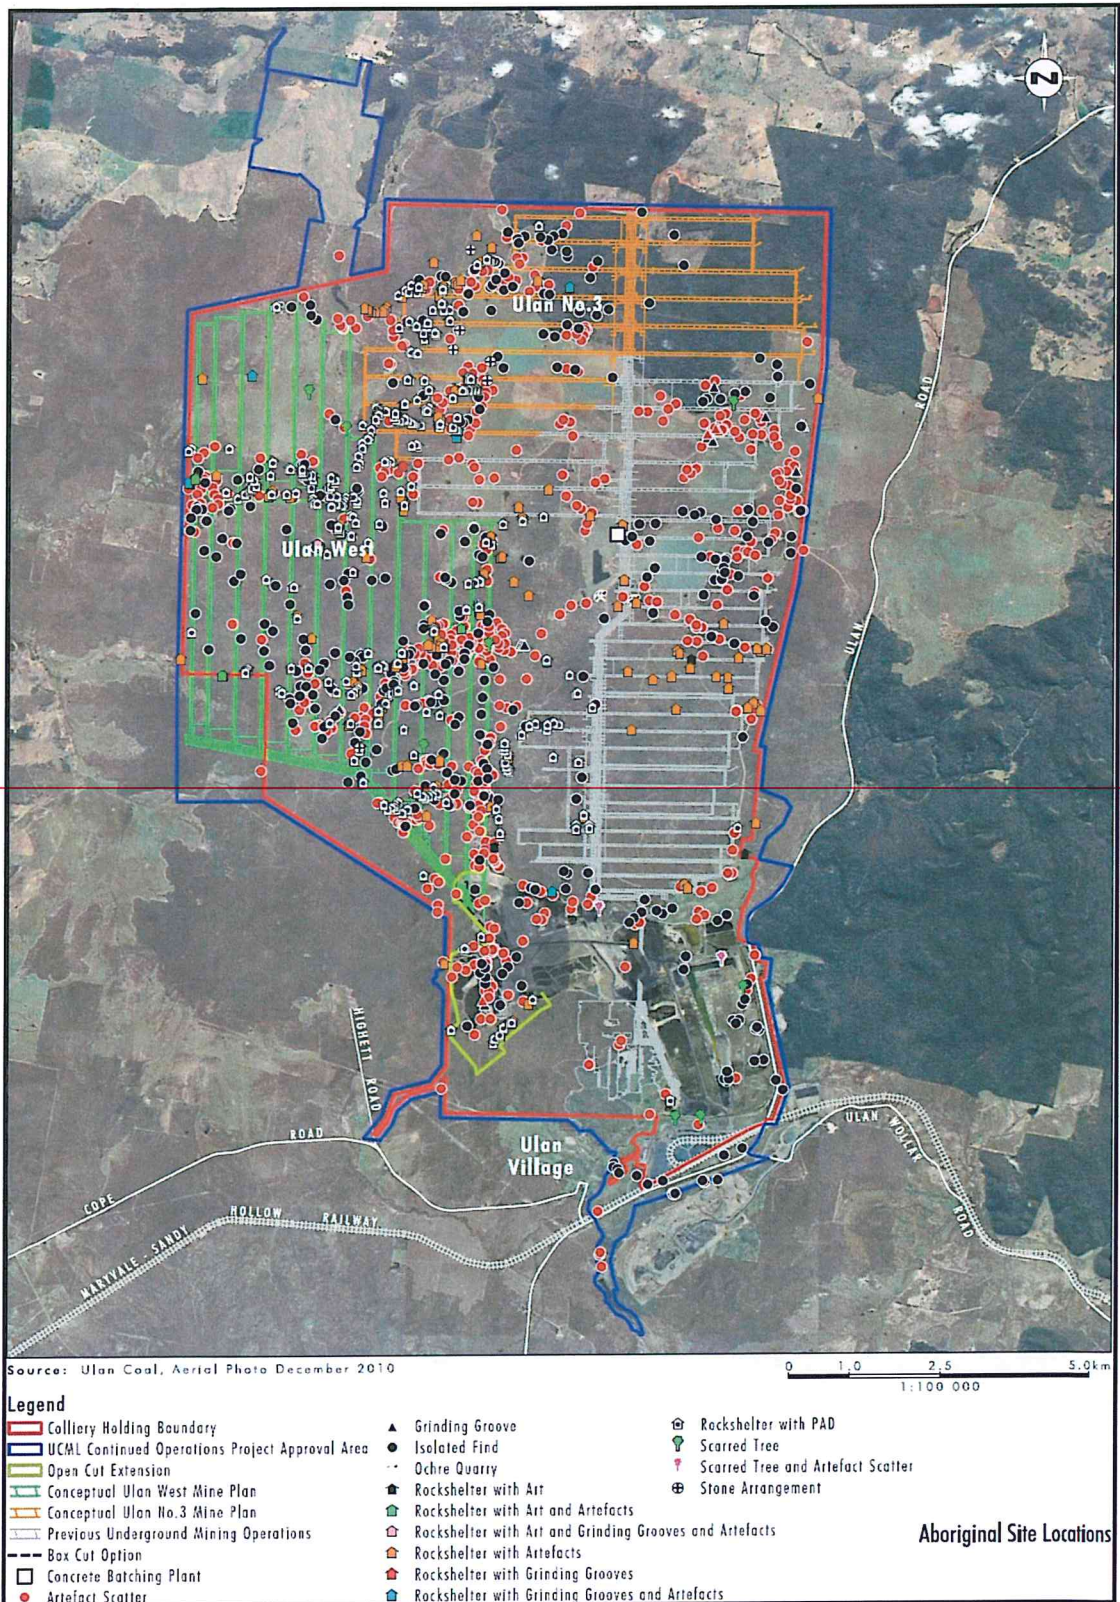 N
Ulan No.3
ROAD
Ulan West
ULAN
HIGHETT ROAD
ROAD
Ulan
Village
ULAN WOLLAR
ROAD
COPE
HOLLOW RAILWAY
MARYVALE - SANDY
Source: Ulan Coal, Aerial Photo December 2010
0 1.0 2.5 5.0km
1:100 000
Legend
Colliery Holding Boundary
UCML Continued Operations Project Approval Area
Open Cut Extension
Conceptual Ulan West Mine Plan
Conceptual Ulan No.3 Mine Plan
Previous Underground Mining Operations
Box Cut Option
Concrete Batching Plant
Artefact Scatter
Grinding Groove
Isolated Find
Ochre Quarry
Rockshelter with Art
Rockshelter with Art and Artefacts
Rockshelter with Art and Grinding Grooves and Artefacts
Rockshelter with Artefacts
Rockshelter with Grinding Grooves
Rockshelter with Grinding Grooves and Artefacts
Rockshelter with PAD
Scarred Tree
Scarred Tree and Artefact Scatter
Stone Arrangement
Aboriginal Site Locations